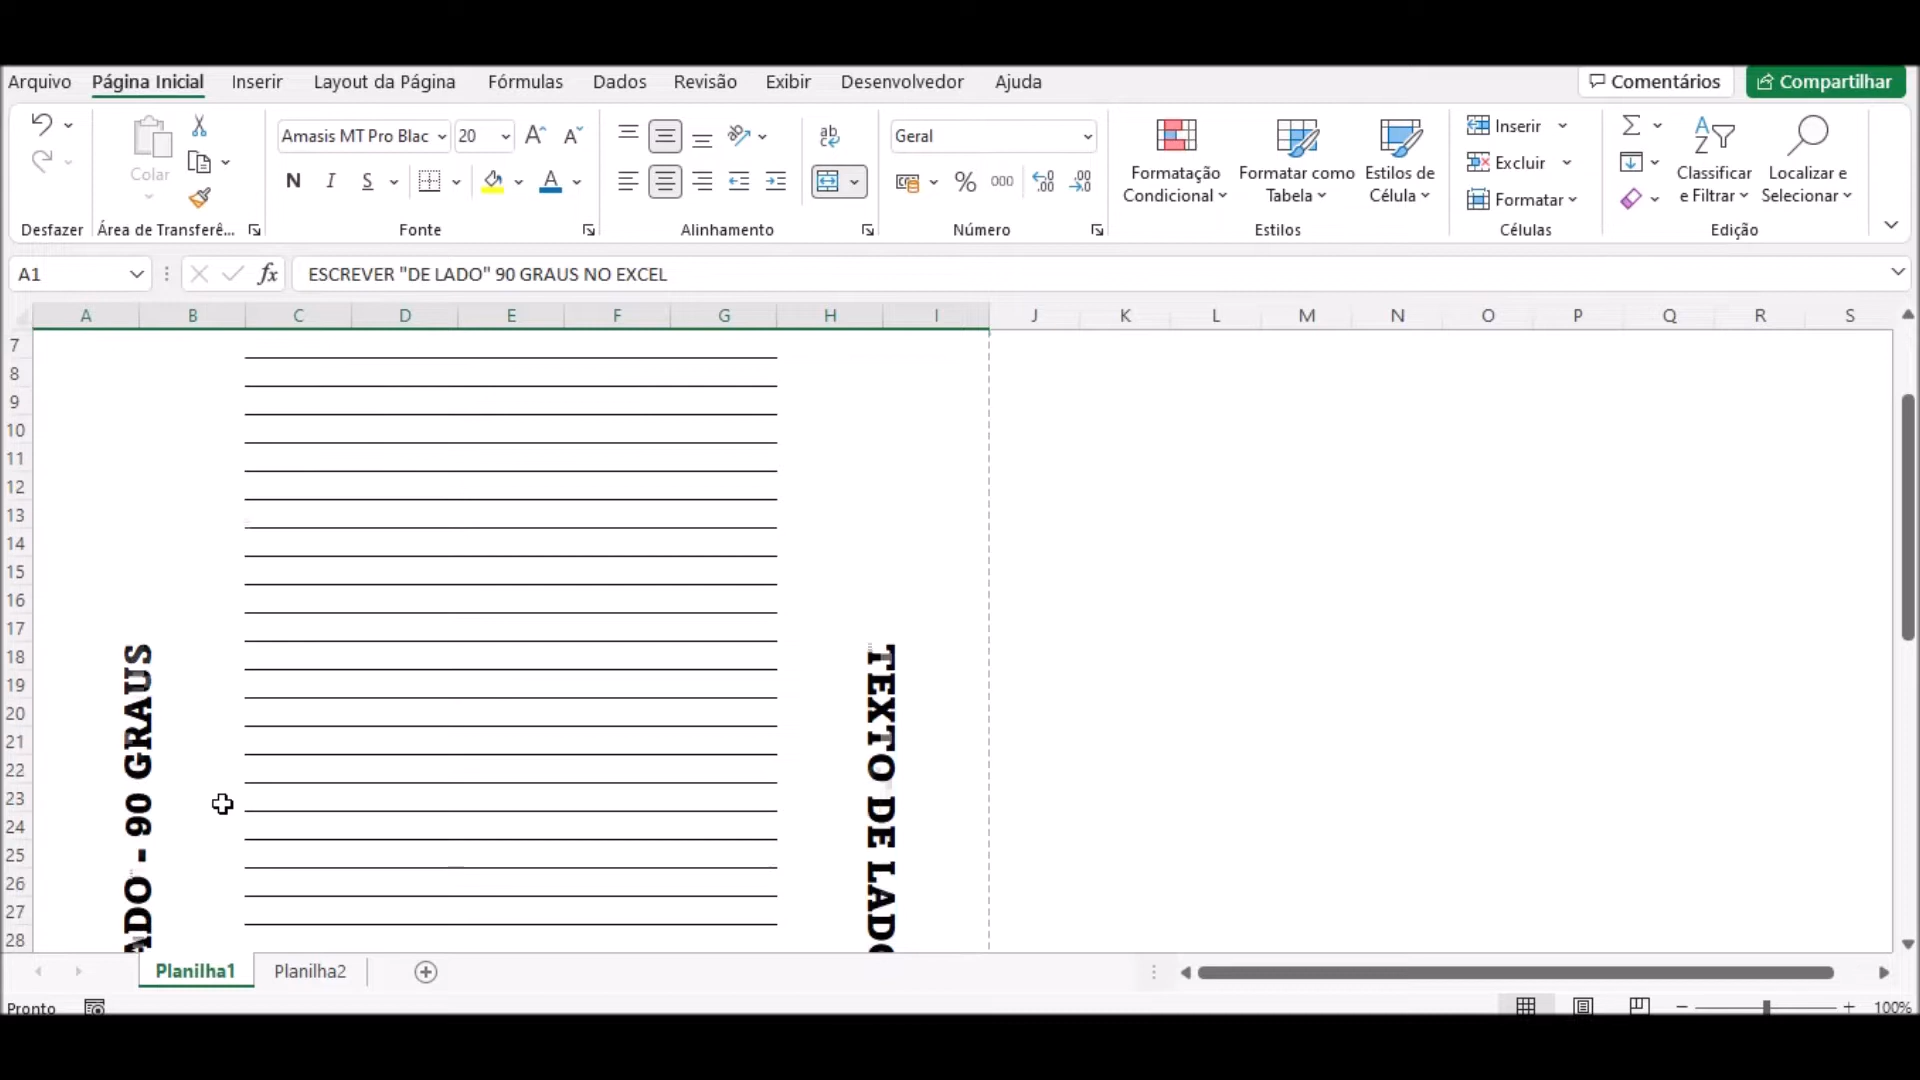 Arquivo Página Inicial Inserir Layout da Página Fórmulas Dados Revisão Exibir Desenvolvedor Ajuda Comentários Compartilhar
Colar
Amasis MT Pro Blac 20
N I S A
ab
Geral
% 000
Formatação Condicional
Formatar como Tabela
Estilos de Célula
Inserir
Excluir
Formatar
Classificar e Filtrar
Localizar e Selecionar
Desfazer Área de Transferê... Fonte Alinhamento Número Estilos Células Edição
A1 fx ESCREVER "DE LADO" 90 GRAUS NO EXCEL
A B C D E F G H I J K L M N O P Q R S
7
8
9
10
11
12
13
14
15
16
17
18
19
20
21
22
23
24
25
26
27
28
ADO - 90 GRAUS
TEXTO DE LADO
Planilha1 Planilha2
Pronto 100%